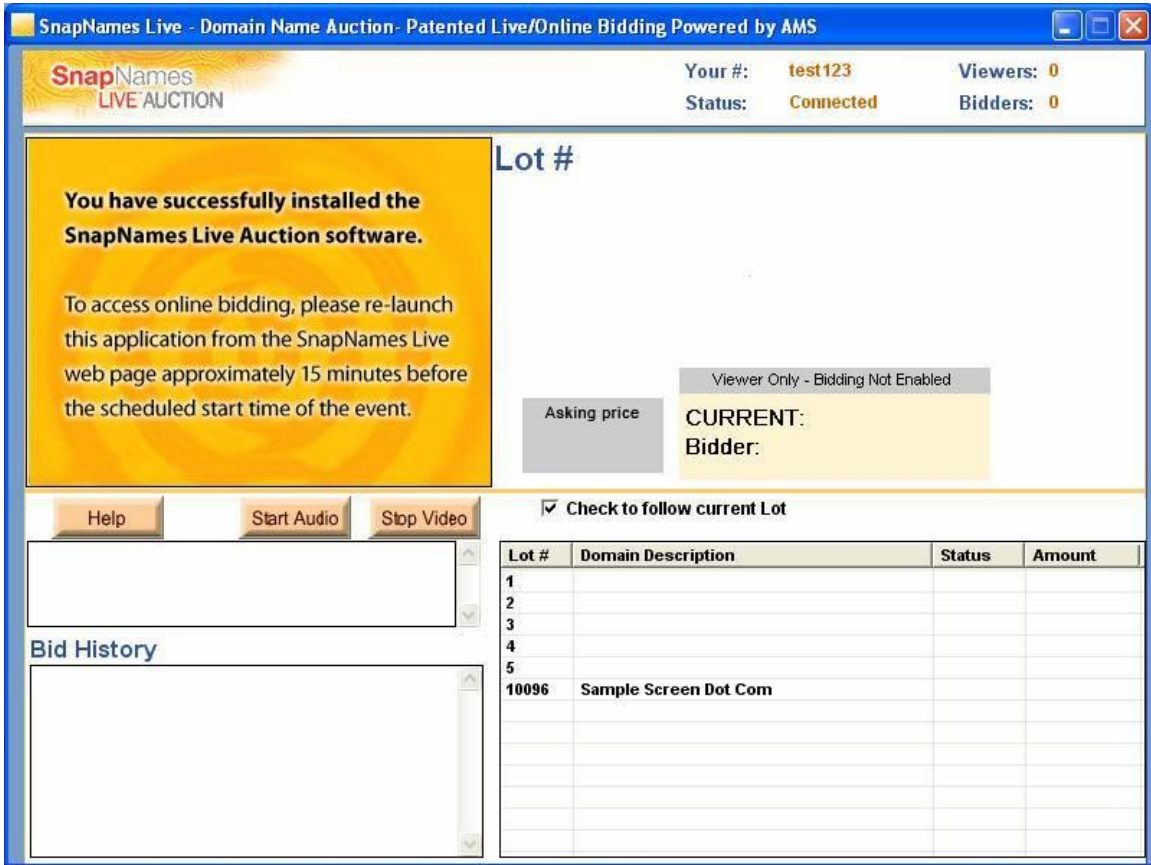 SnapNames Live - Domain Name Auction- Patented Live/Online Bidding Powered by AMS
SnapNames
LIVE AUCTION
Your #: test123 Viewers: 0
Status: Connected Bidders: 0
You have successfully installed the
SnapNames Live Auction software.
To access online bidding, please re-launch
this application from the SnapNames Live
web page approximately 15 minutes before
the scheduled start time of the event.
Lot #
Viewer Only - Bidding Not Enabled
Asking price
CURRENT:
Bidder:
Help Start Audio Stop Video
Check to follow current Lot
Bid History
Lot # Domain Description Status Amount
1
2
3
4
5
10096 Sample Screen Dot Com